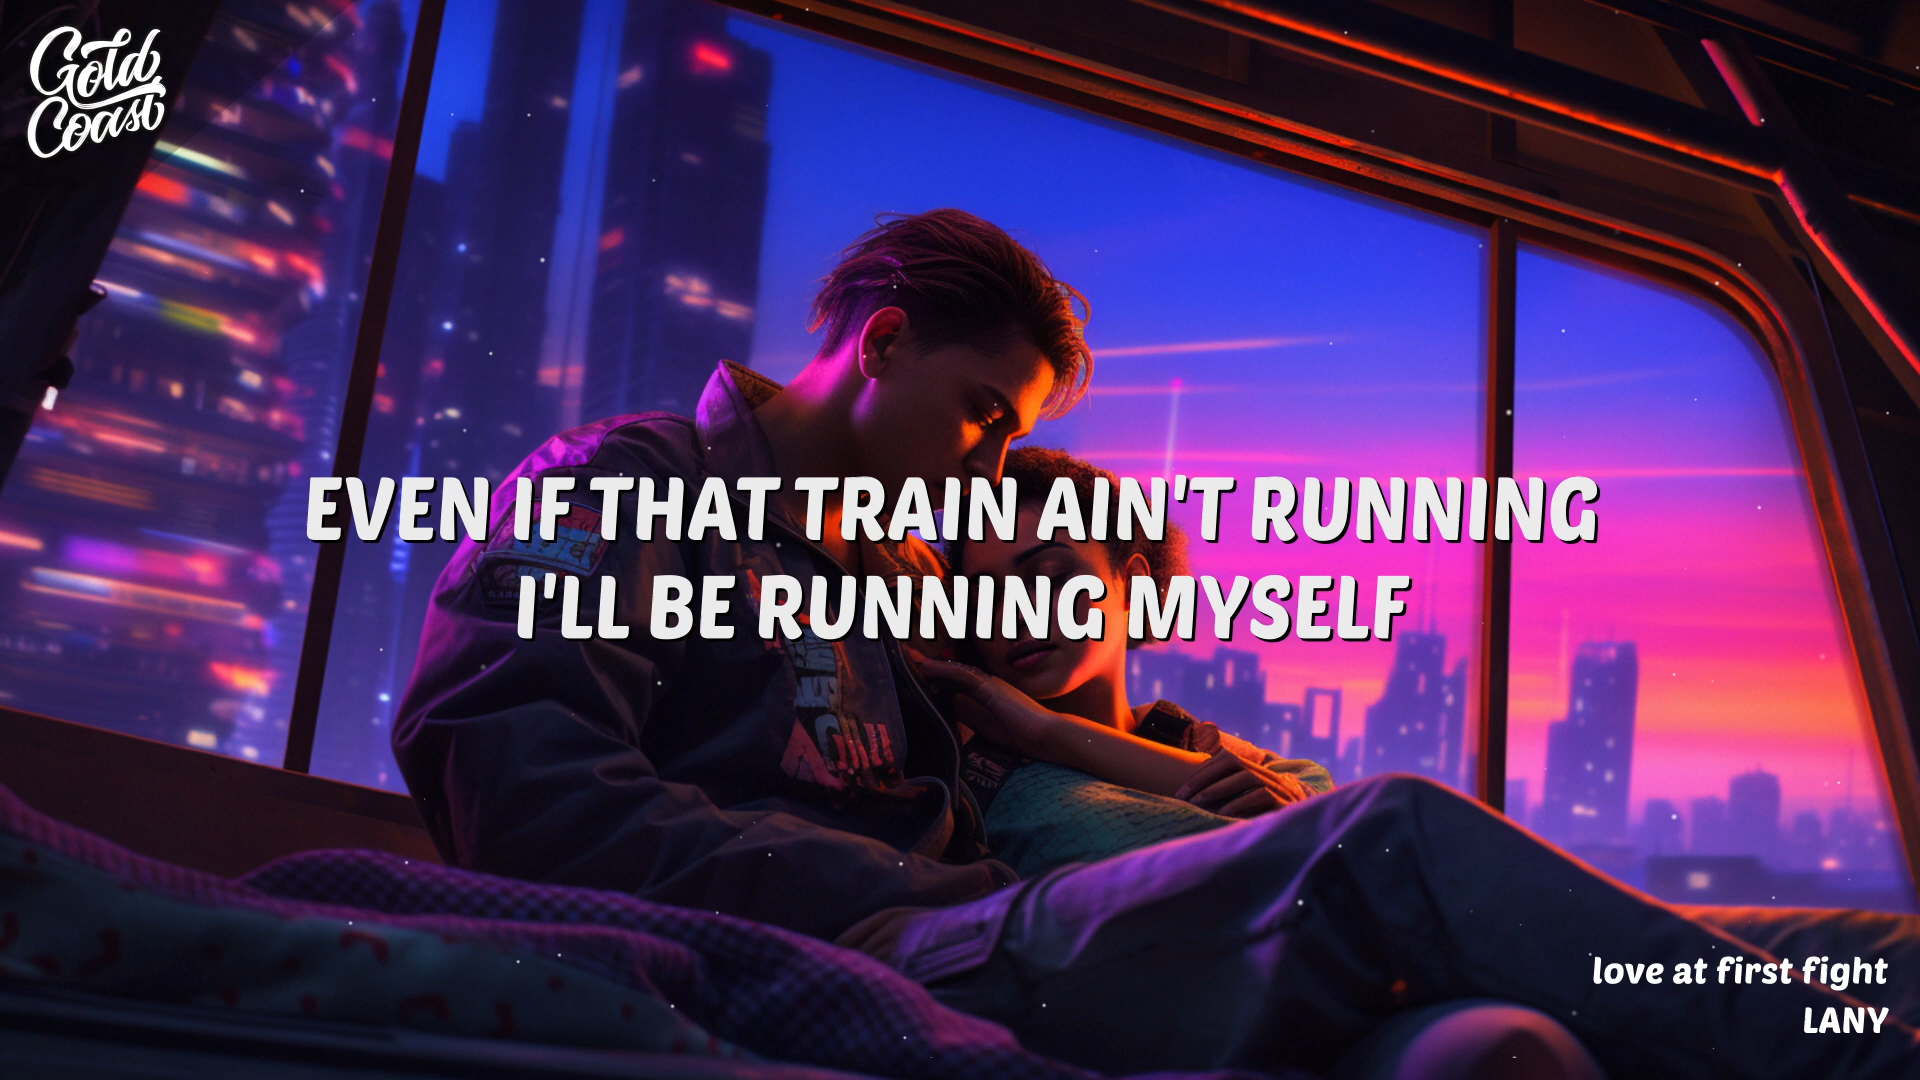 Gold
Coast
EVEN IF THAT TRAIN AIN'T RUNNING
I'LL BE RUNNING MYSELF
love at first fight
LANY